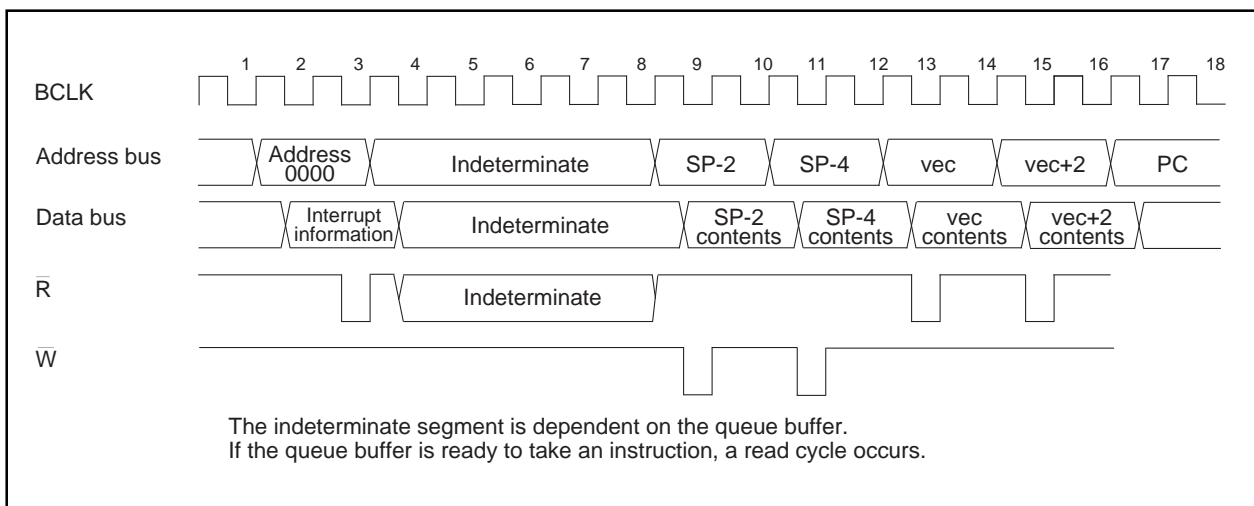 1 2 3 4 5 6 7 8 9 10 11 12 13 14 15 16 17 18
BCLK
Address bus
Address
0000
Indeterminate
SP-2
SP-4
vec
vec+2
PC
Data bus
Interrupt
information
Indeterminate
SP-2
contents
SP-4
contents
vec
contents
vec+2
contents
R̅
Indeterminate
W̅
The indeterminate segment is dependent on the queue buffer.
If the queue buffer is ready to take an instruction, a read cycle occurs.